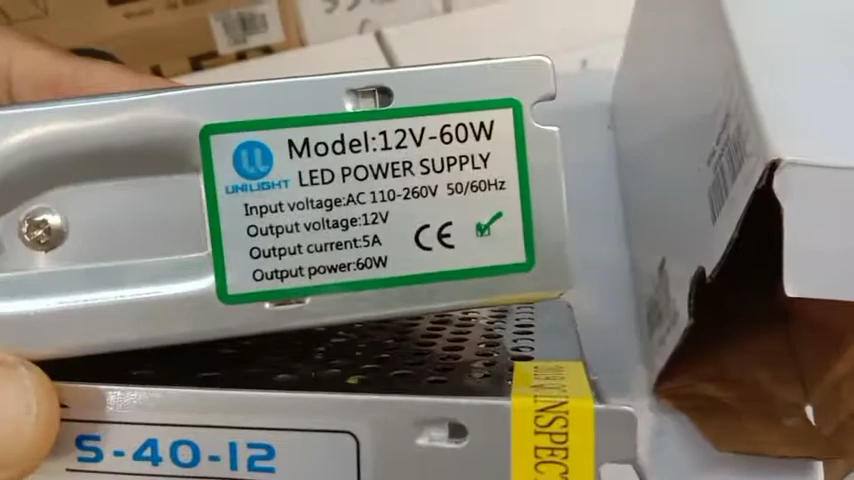 Model:12V-60W
LED POWER SUPPLY
UNILIGHT
Input voltage:AC 110-260V 50/60Hz
Output voltage:12V
Output current:5A
Output power:60W
CE
S-40-12
INSPEC